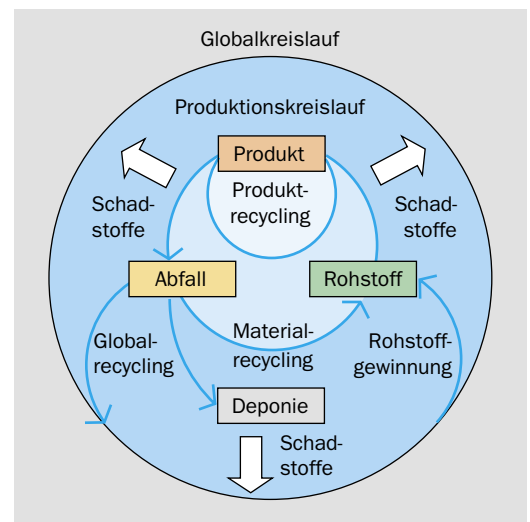 Globalkreislauf
Produktionskreislauf
Produkt
Produkt-
recycling
Schad-
stoffe
Schad-
stoffe
Abfall
Rohstoff
Global-
recycling
Material-
recycling
Rohstoff-
gewinnung
Deponie
Schad-
stoffe